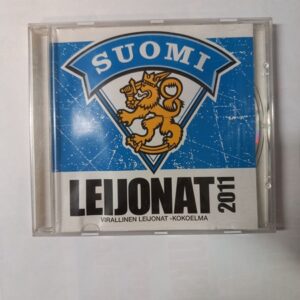 SUOMI
LEIJONAT 2011
VIRALLINEN LEIJONAT -KOKOELMA